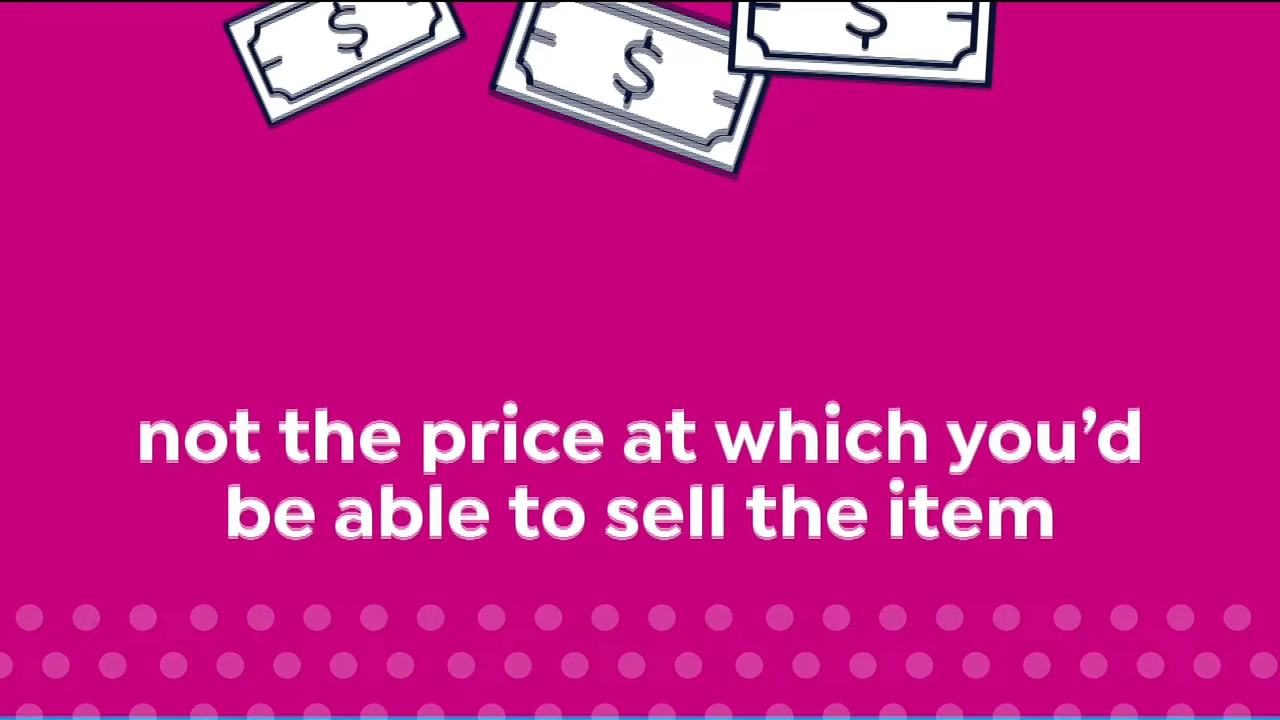 $ $ $
not the price at which you’d
be able to sell the item